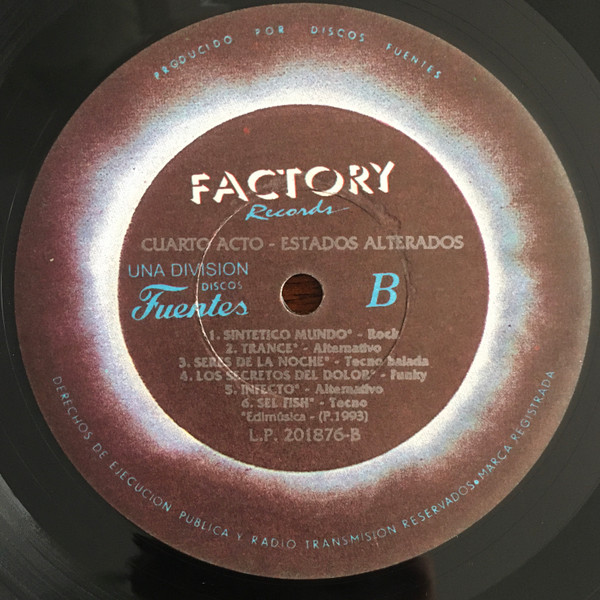 PRODUCIDO POR DISCOS FUENTES
FACTORY
Records
CUARTO ACTO - ESTADOS ALTERADOS
UNA DIVISION
DISCOS
Fuentes
B
1. SINTETICO MUNDO* - Rock
2. TRANCE* - Alternativo
3. SERES DE LA NOCHE* - Tecno balada
4. LOS SECRETOS DEL DOLOR* - Funky
5. INFECTO* - Alternativo
6. SEL FISH* - Tecno
*Edimúsica - (P.1993)
L.P. 201876-B
DERECHOS DE EJECUCION PUBLICA Y RADIO TRANSMISION RESERVADOS. MARCA REGISTRADA